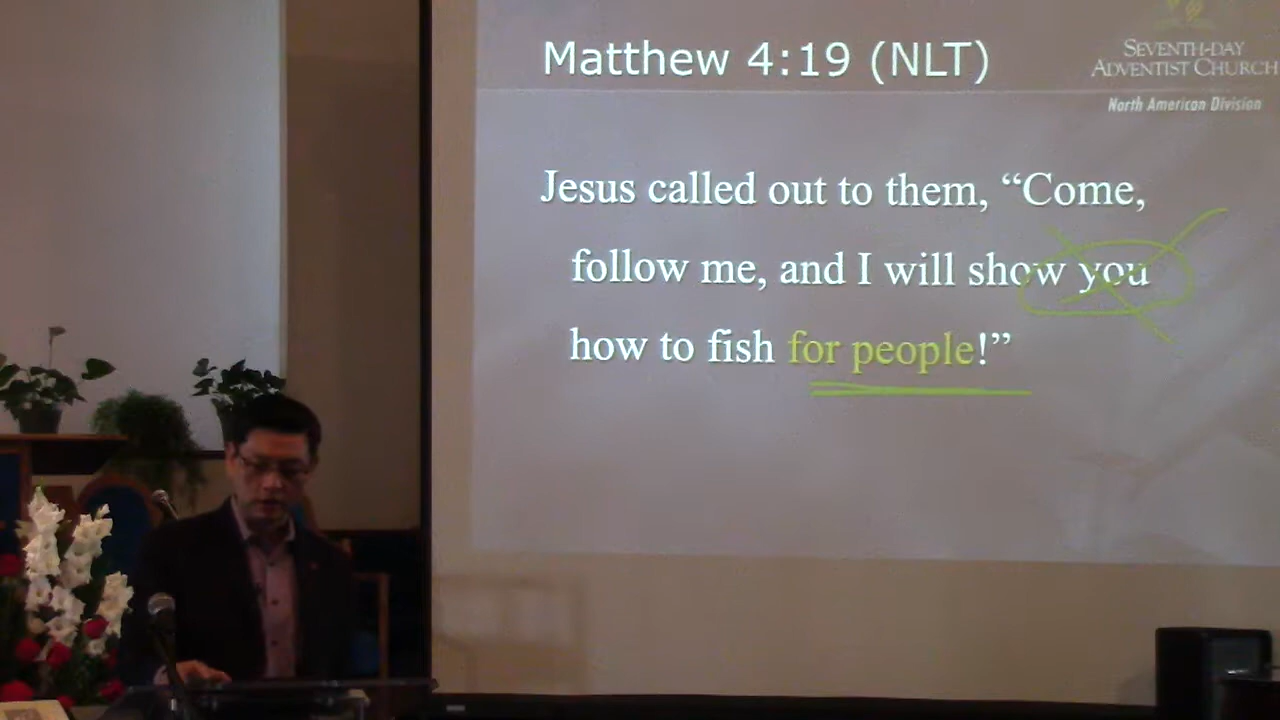 Matthew 4:19 (NLT)
SEVENTH-DAY
ADVENTIST CHURCH
North American Division
Jesus called out to them, “Come,
follow me, and I will show you
how to fish for people!”